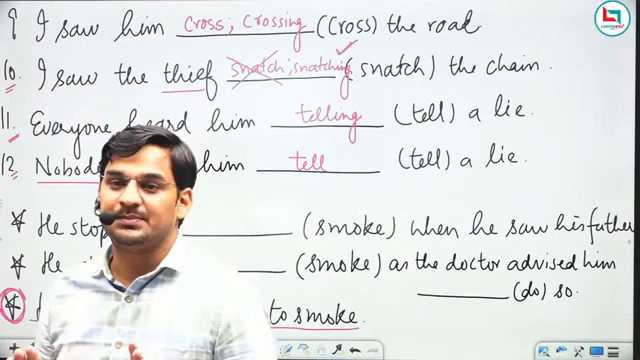 9 I saw him cross; crossing (cross) the road
10. I saw the thief snatch; snatching (snatch) the chain.
11. Everyone heard him telling (tell) a lie.
12. him tell (tell) a lie.
He (smoke) when he saw his father
He (smoke) as the doctor advised him
(do) so.
to smoke.